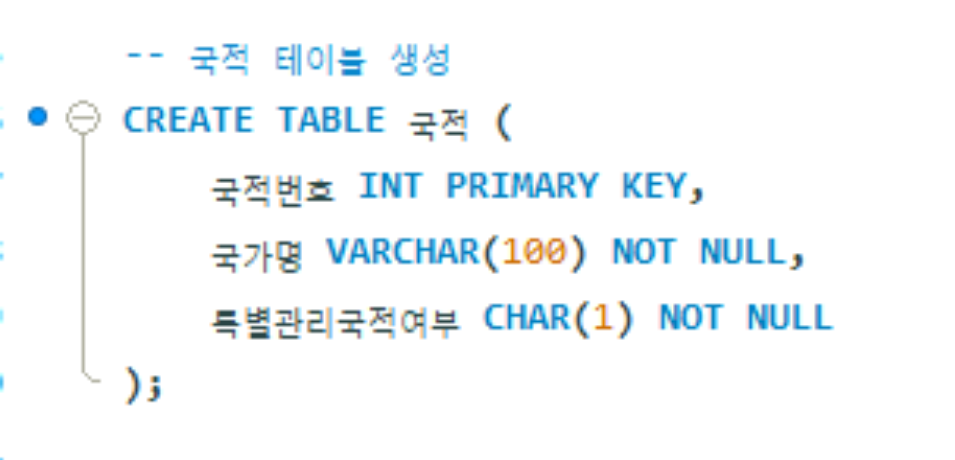 -- 국적 테이블 생성
CREATE TABLE 국적 (
국적번호 INT PRIMARY KEY,
국가명 VARCHAR(100) NOT NULL,
특별관리국적여부 CHAR(1) NOT NULL
);